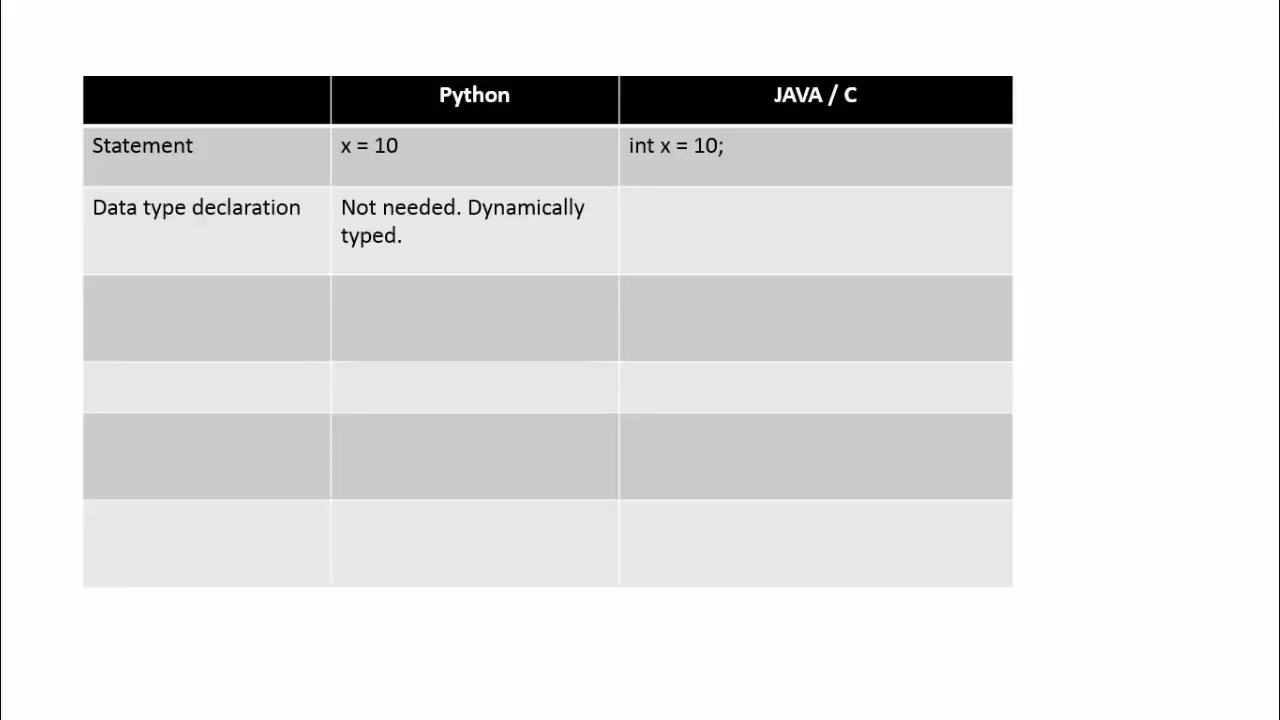 Python JAVA / C
Statement x = 10 int x = 10;
Data type declaration Not needed. Dynamically
typed.